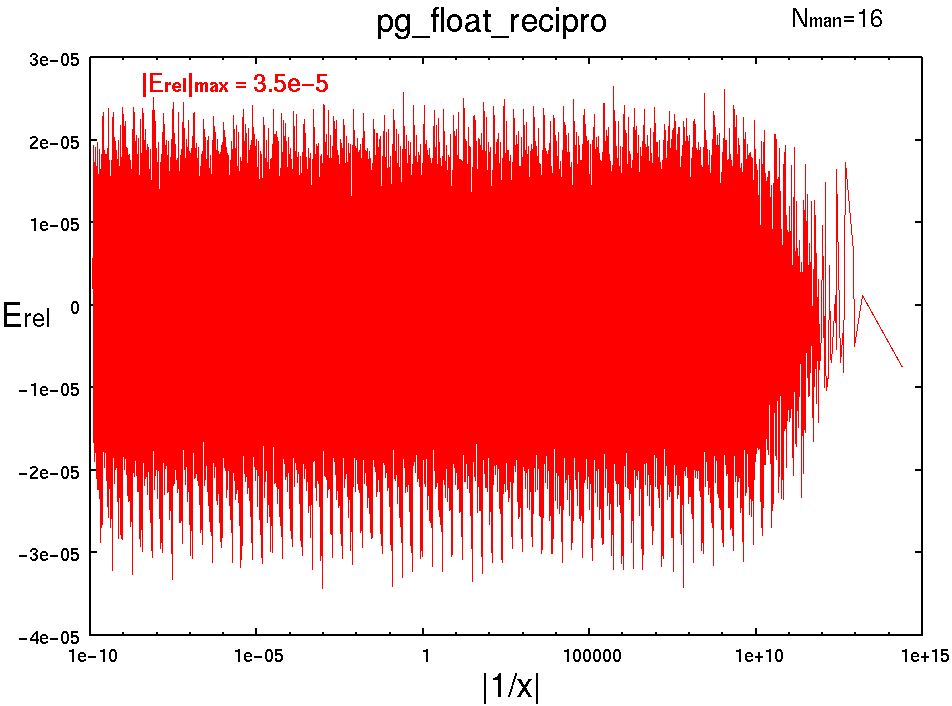 pg_float_recipro
Nman=16
|Erel|max = 3.5e-5
3e-05
2e-05
1e-05
0
-1e-05
-2e-05
-3e-05
-4e-05
Erel
1e-10
1e-05
1
100000
1e+10
1e+15
|1/x|